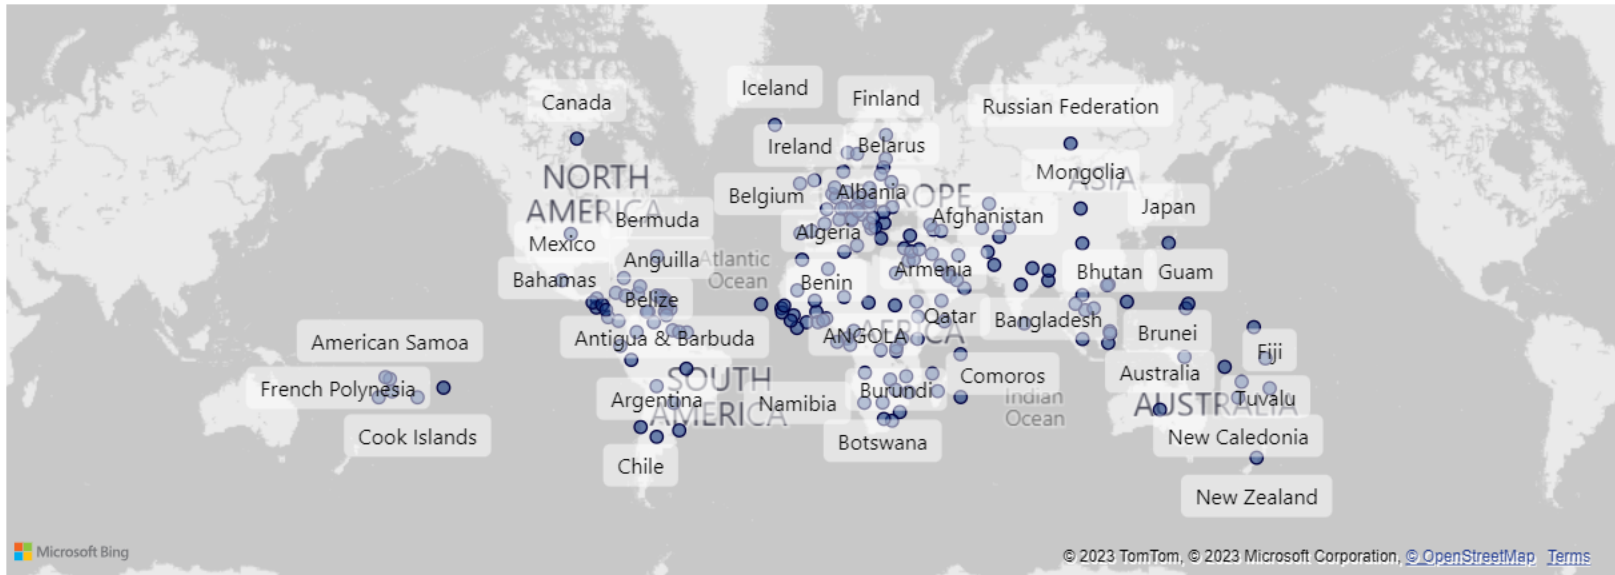 Iceland
Finland
Canada
Russian Federation
Ireland
Belarus
Mongolia
NORTH
AMERICA
ASIA
Belgium
Albania
Japan
Bermuda
Afghanistan
Algeria
Mexico
Anguilla
Atlantic
Ocean
Armenia
Bhutan
Guam
Bahamas
Benin
Belize
Qatar
Bangladesh
Brunei
American Samoa
Antigua & Barbuda
ANGOLA
Fiji
SOUTH
AMERICA
French Polynesia
Argentina
Namibia
Burundi
Comoros
Indian
Ocean
Australia
AUSTRALIA
Tuvalu
Cook Islands
Botswana
New Caledonia
Chile
New Zealand
Microsoft Bing
© 2023 TomTom, © 2023 Microsoft Corporation, © OpenStreetMap Terms